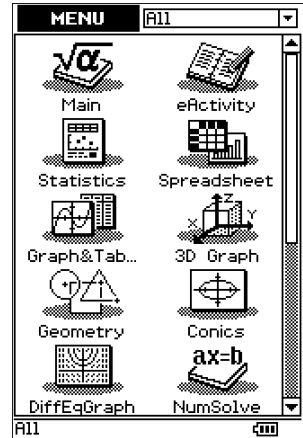 MENU All
√α
Main eActivity
Statistics Spreadsheet
Z
X Y
Graph&Tab... 3D Graph
Geometry Conics
ax=b
DiffEqGraph NumSolve
All